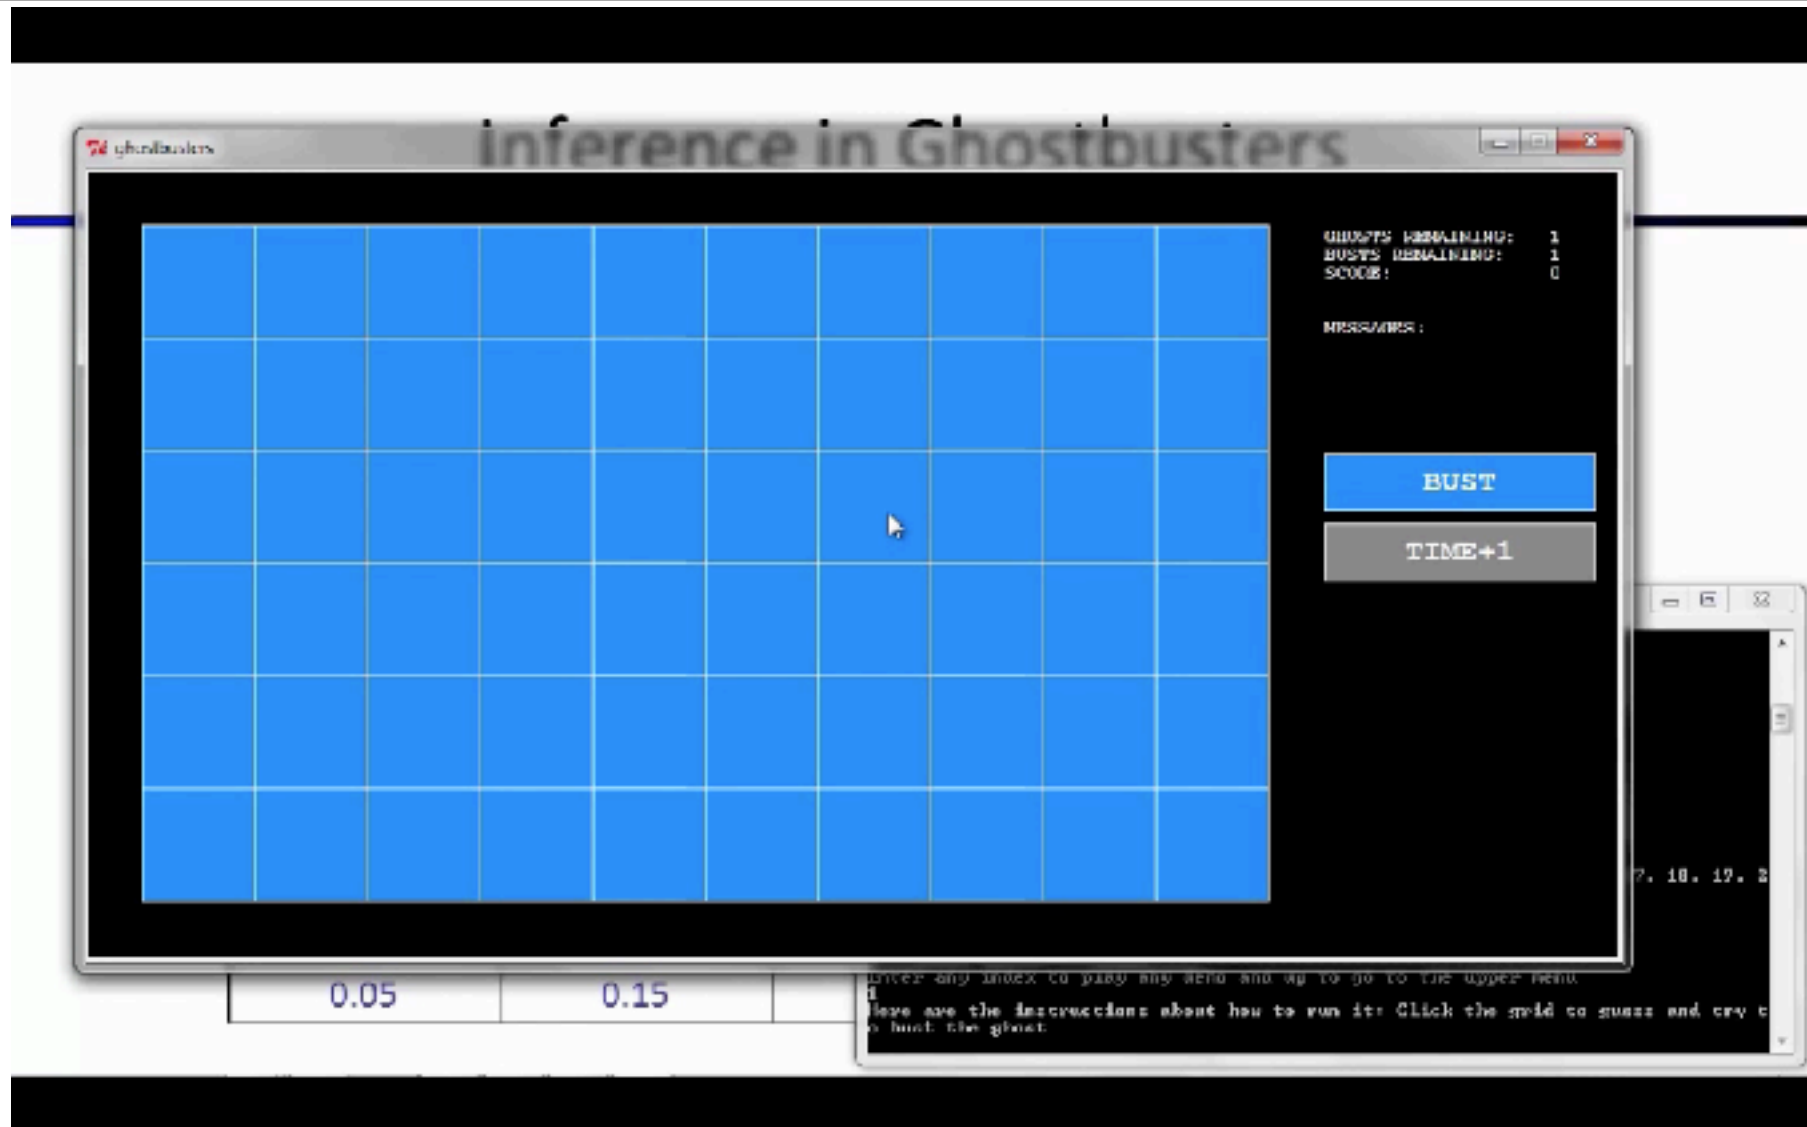 Inference in Ghostbusters
ghostbusters
GHOSTS REMAINING: 1
BUSTS REMAINING: 1
SCORE: 0
MESSAGES:
BUST
TIME+1
7. 18. 19. 2
0.05 0.15
Enter any index to play any demo and up to go to the upper menu
1
Here are the instructions about how to run it: Click the grid to guess and try t
o bust the ghost